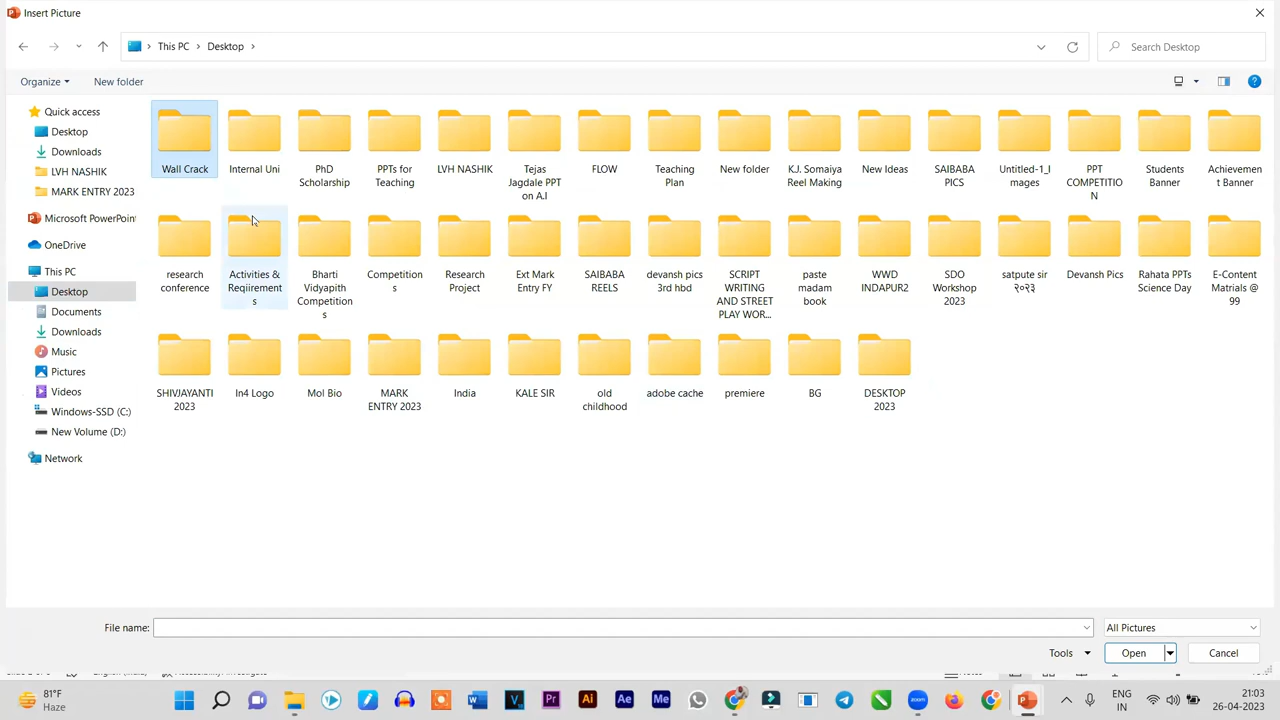 Insert Picture
This PC
Desktop
Search Desktop
Organize
New folder
Quick access
Desktop
Downloads
LVH NASHIK
MARK ENTRY 2023
Microsoft PowerPoint
OneDrive
This PC
Desktop
Documents
Downloads
Music
Pictures
Videos
Windows-SSD (C:)
New Volume (D:)
Network
Wall Crack
Internal Uni
PhD
Scholarship
PPTs for
Teaching
LVH NASHIK
Tejas
Jagdale PPT
on A.I
FLOW
Teaching
Plan
New folder
K.J. Somaiya
Reel Making
New Ideas
SAIBABA
PICS
Untitled-1_I
mages
PPT
COMPETITIO
N
Students
Banner
Achievemen
t Banner
research
conference
Activities &
Reqiirement
s
Bharti
Vidyapith
Competition
s
Competition
s
Research
Project
Ext Mark
Entry FY
SAIBABA
REELS
devansh pics
3rd hbd
SCRIPT
WRITING
AND STREET
PLAY WOR...
paste
madam
book
WWD
INDAPUR2
SDO
Workshop
2023
satpute sir
२०२३
Devansh Pics
Rahata PPTs
Science Day
E-Content
Matrials @
99
SHIVJAYANTI
2023
In4 Logo
Mol Bio
MARK
ENTRY 2023
India
KALE SIR
old
childhood
adobe cache
premiere
BG
DESKTOP
2023
File name:
All Pictures
Tools
Open
Cancel
81°F
Haze
ENG
IN
21:03
26-04-2023